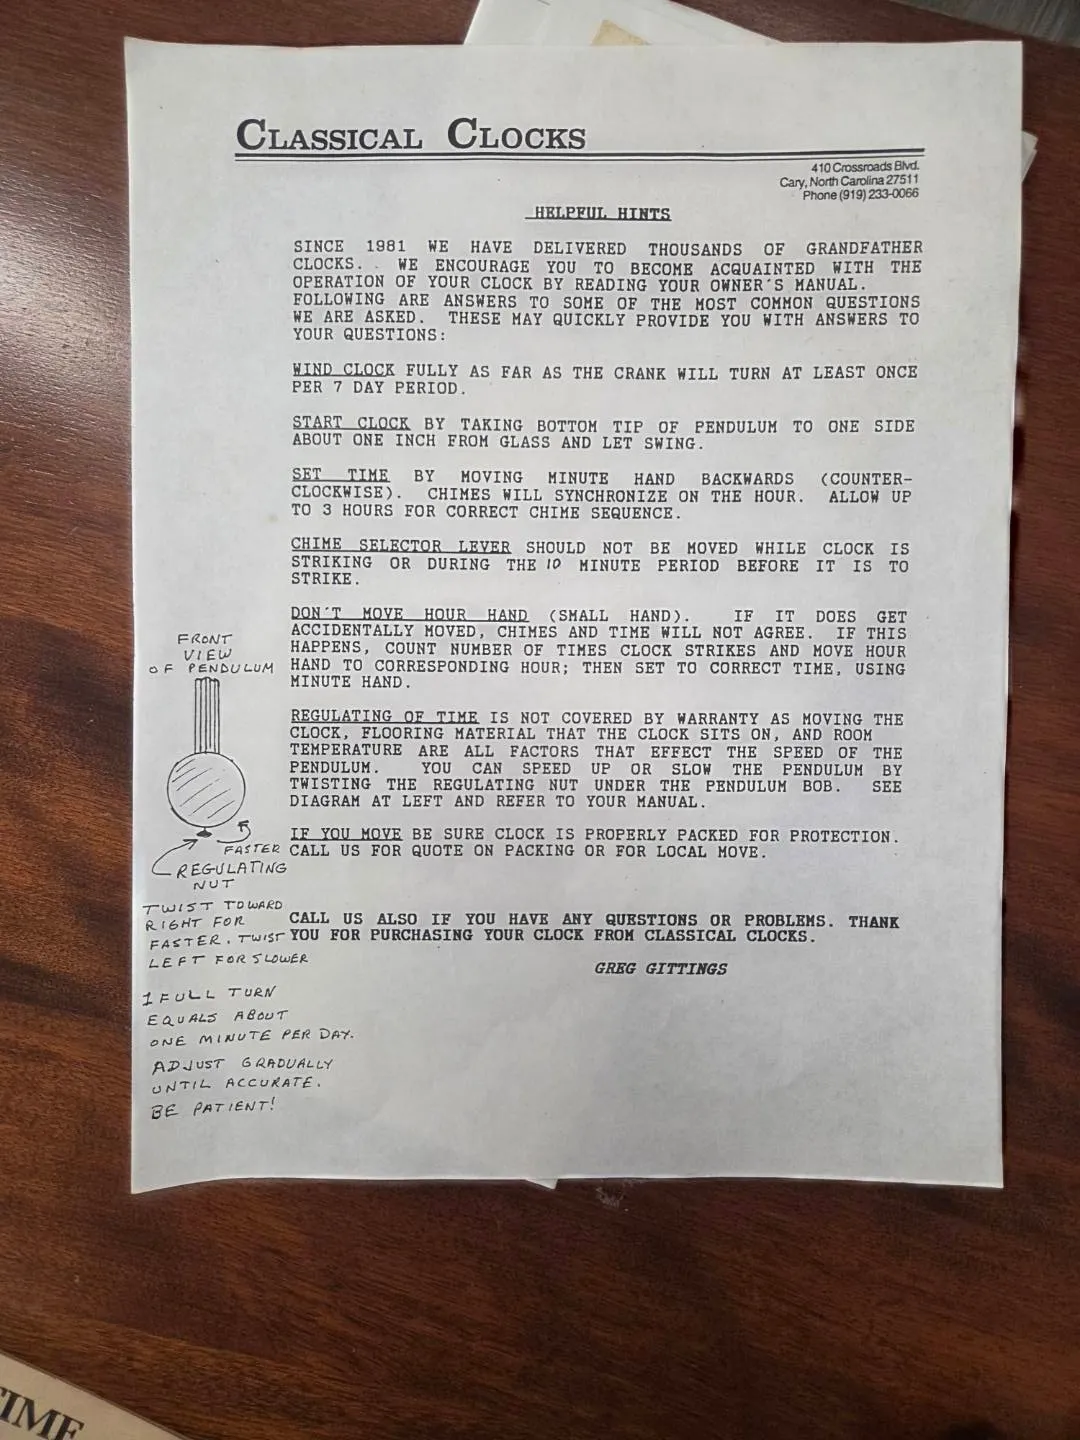 CLASSICAL CLOCKS
410 Crossroads Blvd.
Cary, North Carolina 27511
Phone (919) 233-0066
HELPFUL HINTS
SINCE 1981 WE HAVE DELIVERED THOUSANDS OF GRANDFATHER
CLOCKS. WE ENCOURAGE YOU TO BECOME ACQUAINTED WITH THE
OPERATION OF YOUR CLOCK BY READING YOUR OWNER'S MANUAL.
FOLLOWING ARE ANSWERS TO SOME OF THE MOST COMMON QUESTIONS
WE ARE ASKED. THESE MAY QUICKLY PROVIDE YOU WITH ANSWERS TO
YOUR QUESTIONS:
WIND CLOCK FULLY AS FAR AS THE CRANK WILL TURN AT LEAST ONCE
PER 7 DAY PERIOD.
START CLOCK BY TAKING BOTTOM TIP OF PENDULUM TO ONE SIDE
ABOUT ONE INCH FROM GLASS AND LET SWING.
SET TIME BY MOVING MINUTE HAND BACKWARDS (COUNTER-
CLOCKWISE). CHIMES WILL SYNCHRONIZE ON THE HOUR. ALLOW UP
TO 3 HOURS FOR CORRECT CHIME SEQUENCE.
CHIME SELECTOR LEVER SHOULD NOT BE MOVED WHILE CLOCK IS
STRIKING OR DURING THE 10 MINUTE PERIOD BEFORE IT IS TO
STRIKE.
DON'T MOVE HOUR HAND (SMALL HAND). IF IT DOES GET
ACCIDENTALLY MOVED, CHIMES AND TIME WILL NOT AGREE. IF THIS
HAPPENS, COUNT NUMBER OF TIMES CLOCK STRIKES AND MOVE HOUR
HAND TO CORRESPONDING HOUR; THEN SET TO CORRECT TIME, USING
MINUTE HAND.
REGULATING OF TIME IS NOT COVERED BY WARRANTY AS MOVING THE
CLOCK, FLOORING MATERIAL THAT THE CLOCK SITS ON, AND ROOM
TEMPERATURE ARE ALL FACTORS THAT EFFECT THE SPEED OF THE
PENDULUM. YOU CAN SPEED UP OR SLOW THE PENDULUM BY
TWISTING THE REGULATING NUT UNDER THE PENDULUM BOB. SEE
DIAGRAM AT LEFT AND REFER TO YOUR MANUAL.
IF YOU MOVE BE SURE CLOCK IS PROPERLY PACKED FOR PROTECTION.
CALL US FOR QUOTE ON PACKING OR FOR LOCAL MOVE.
CALL US ALSO IF YOU HAVE ANY QUESTIONS OR PROBLEMS. THANK
YOU FOR PURCHASING YOUR CLOCK FROM CLASSICAL CLOCKS.
GREG GITTINGS
FRONT
VIEW
OF PENDULUM
FASTER
REGULATING
NUT
TWIST TOWARD
RIGHT FOR
FASTER, TWIST
LEFT FOR SLOWER
1 FULL TURN
EQUALS ABOUT
ONE MINUTE PER DAY.
ADJUST GRADUALLY
UNTIL ACCURATE.
BE PATIENT!
TIME